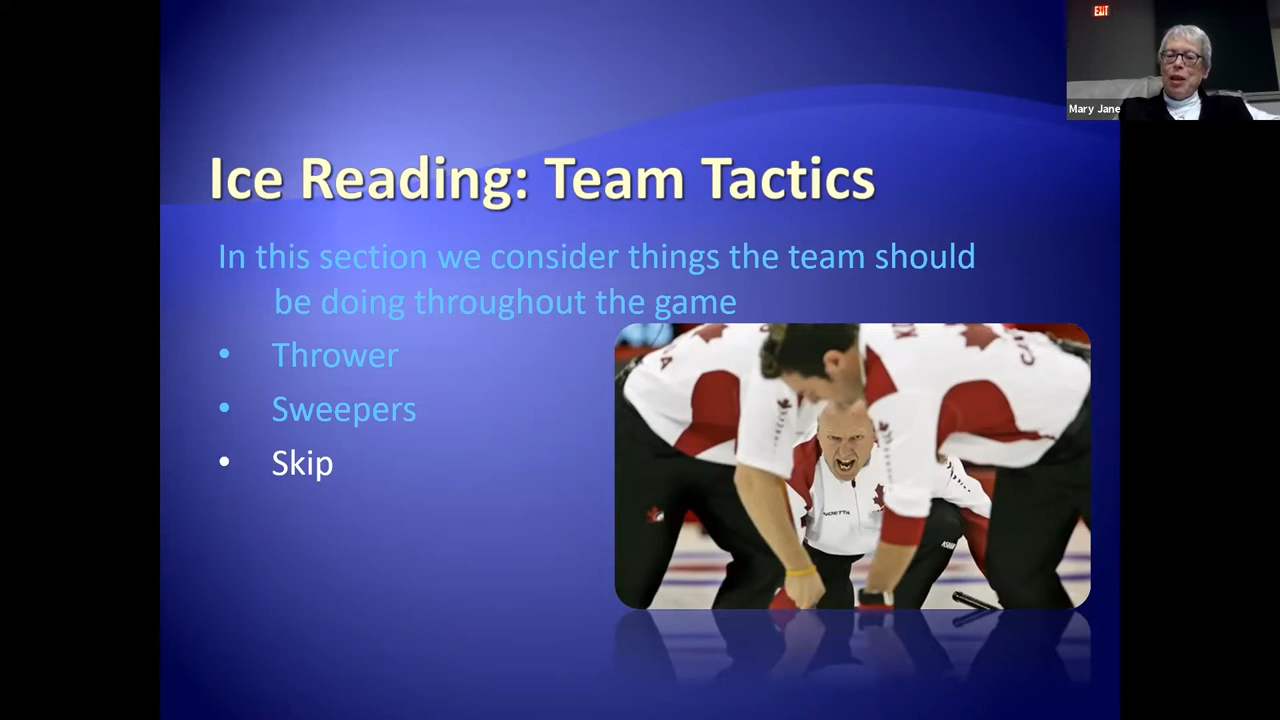 EXIT
Mary Jane
Ice Reading: Team Tactics
In this section we consider things the team should
be doing throughout the game
• Thrower
• Sweepers
• Skip